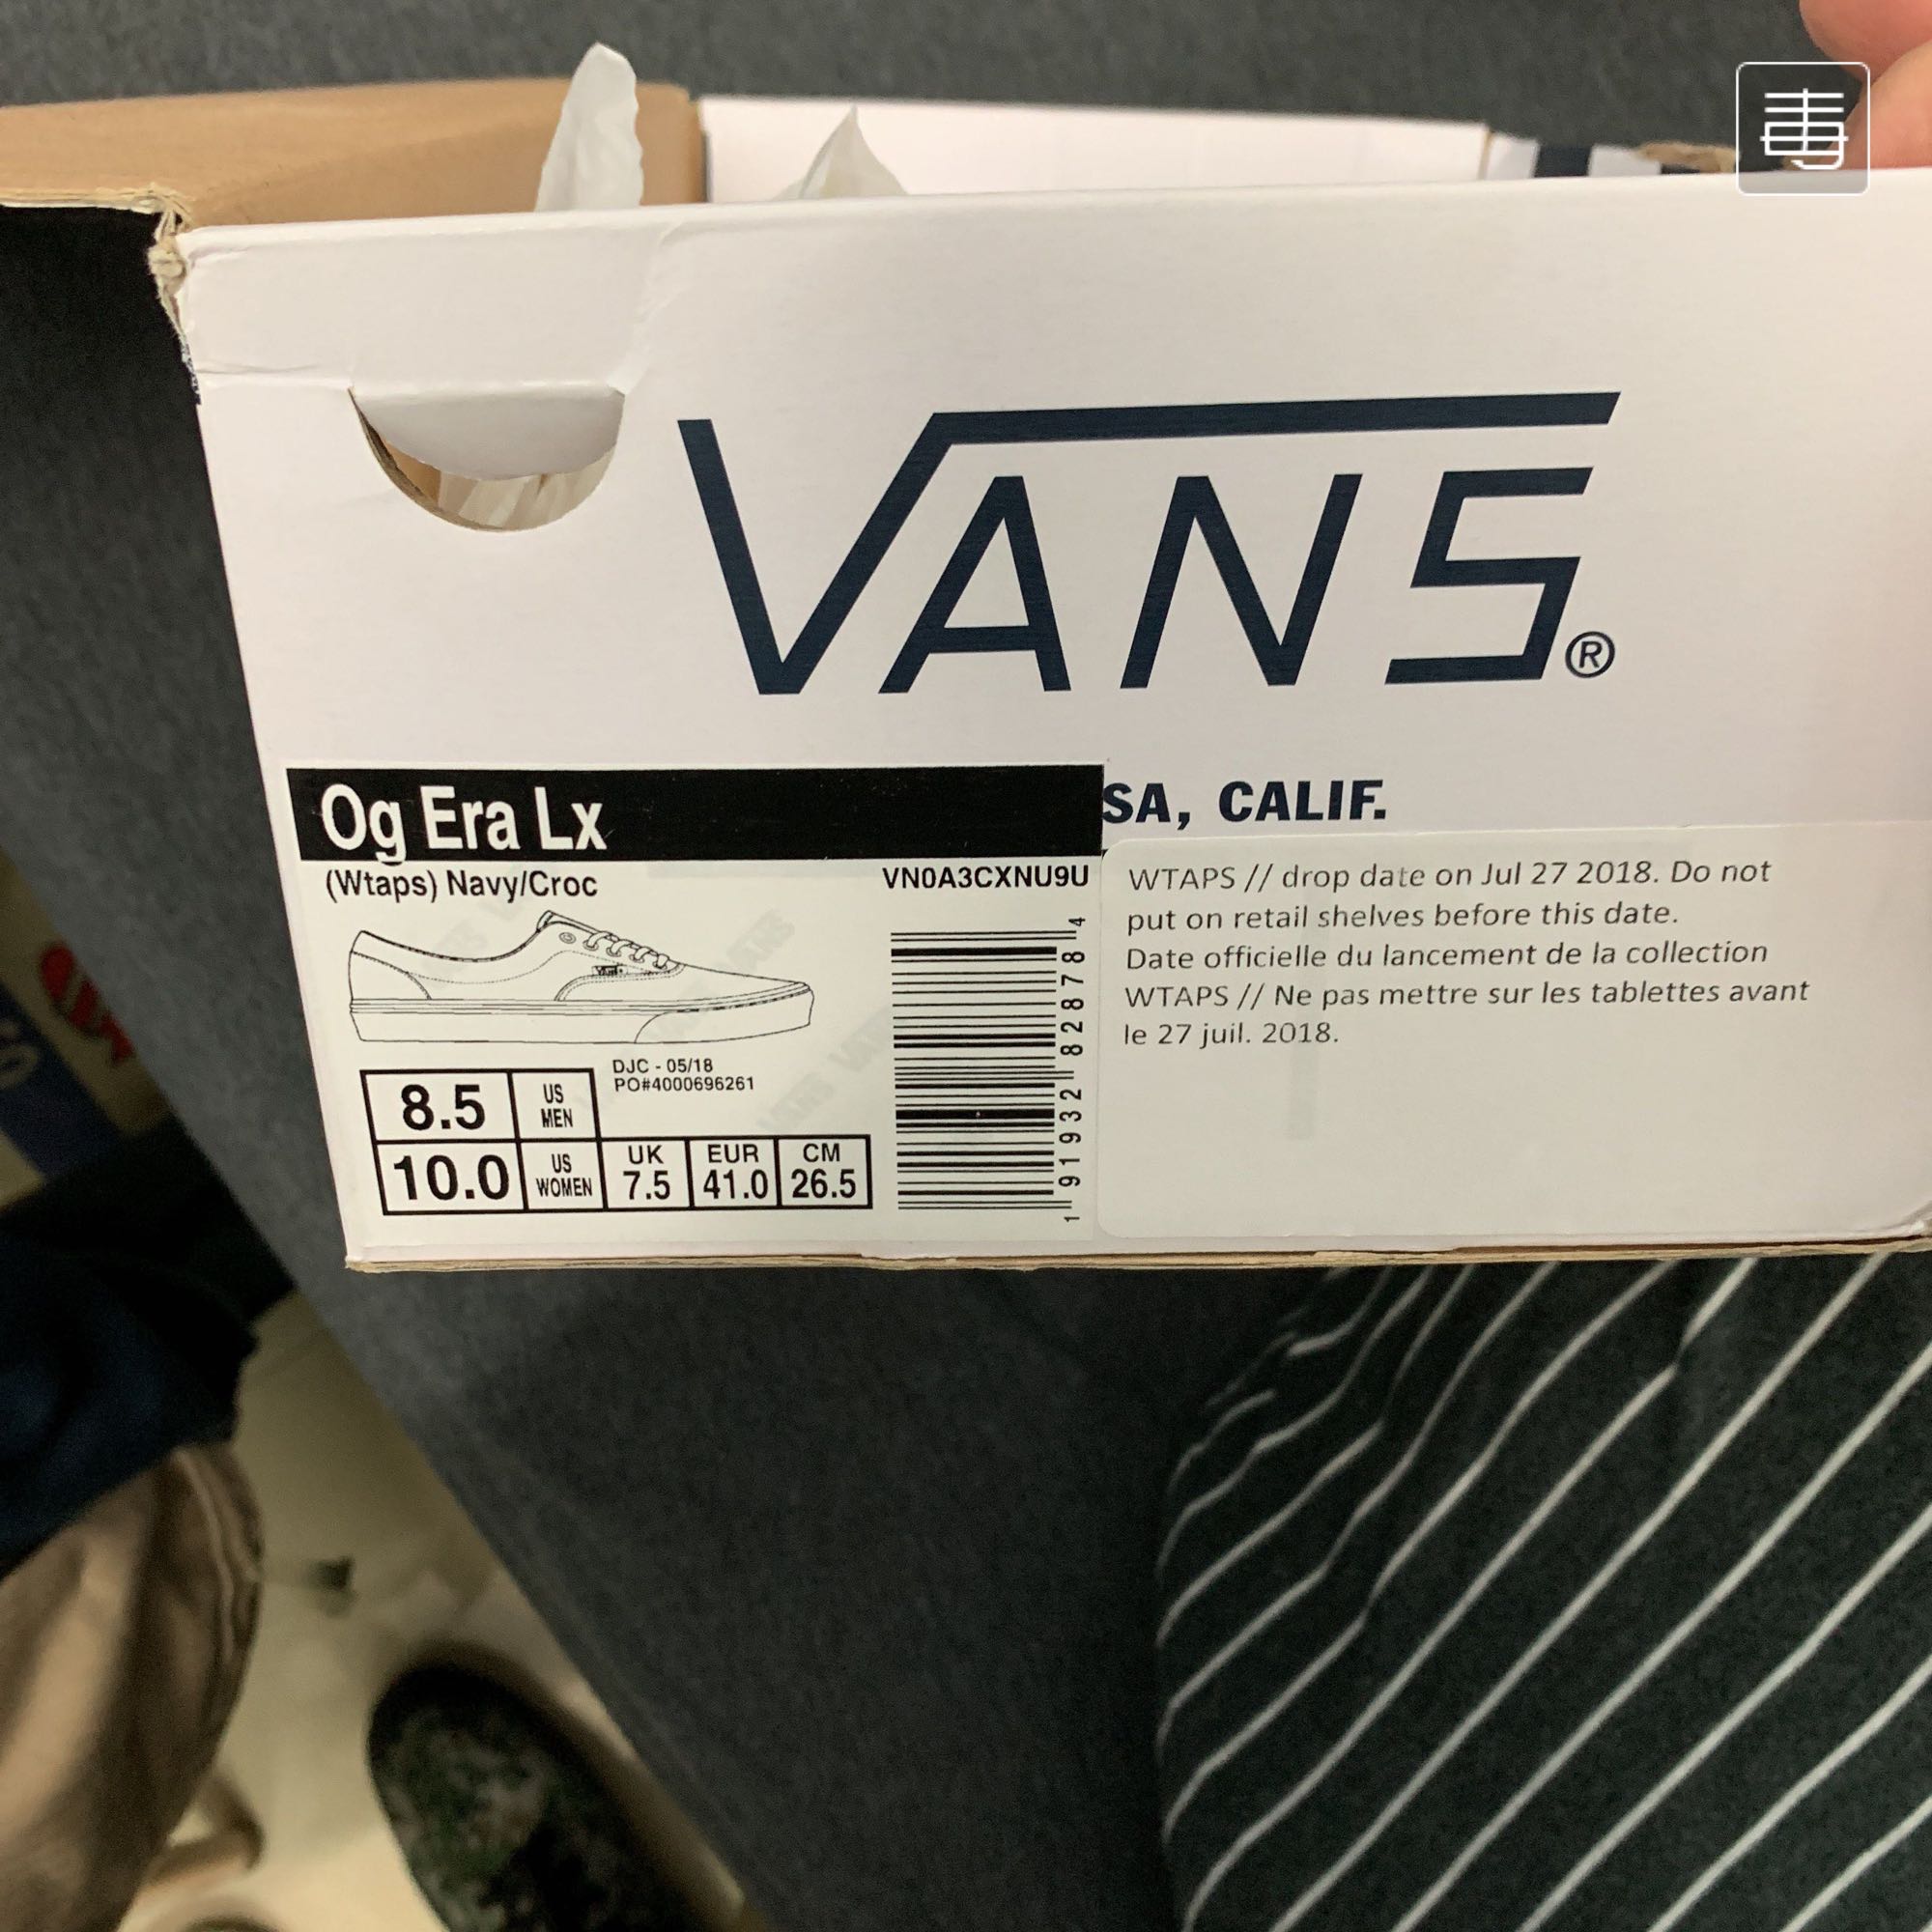 毒
VANS®
SA, CALIF.
Og Era Lx
(Wtaps) Navy/Croc
VN0A3CXNU9U
VANS
DJC - 05/18
PO#4000696261
8.5 US MEN
10.0 US WOMEN
UK 7.5
EUR 41.0
CM 26.5
1 91932 82878 4
WTAPS // drop date on Jul 27 2018. Do not
put on retail shelves before this date.
Date officielle du lancement de la collection
WTAPS // Ne pas mettre sur les tablettes avant
le 27 juil. 2018.